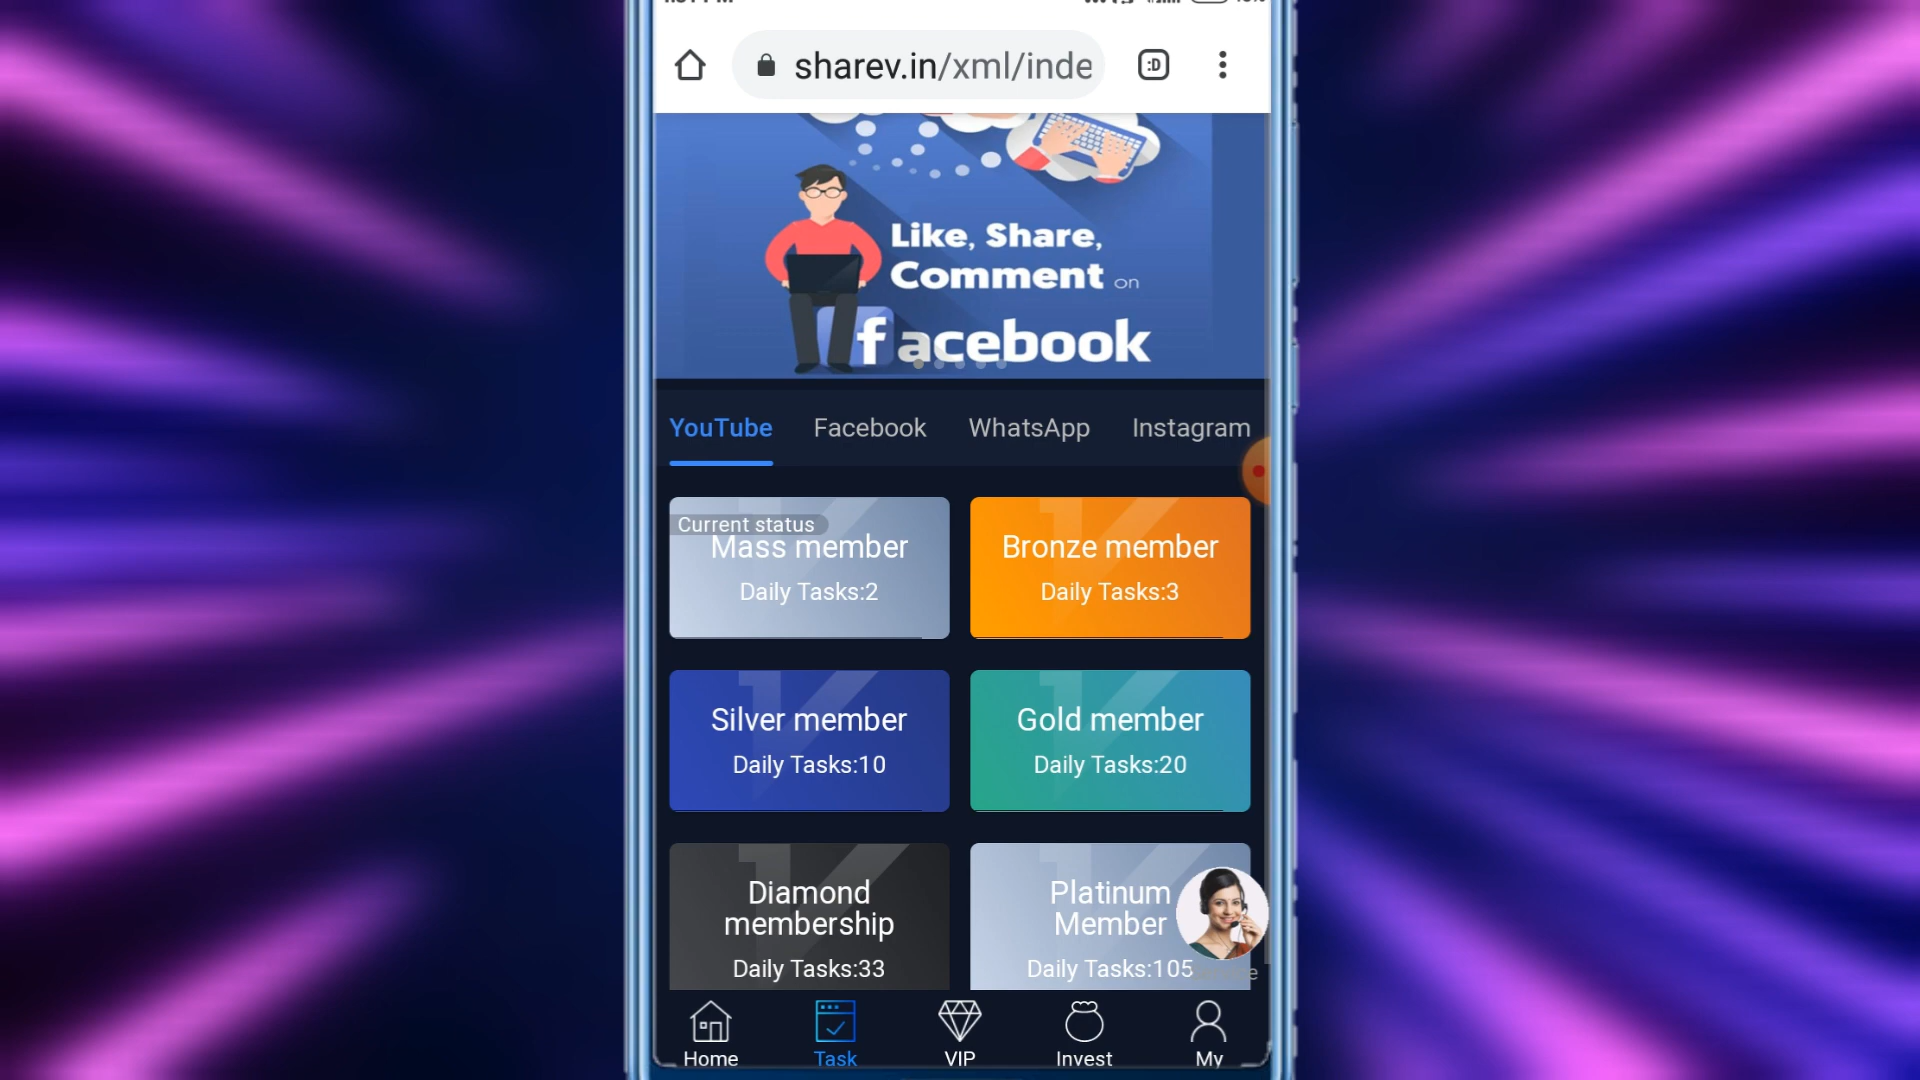 sharev.in/xml/inde
:D
Like, Share,
Comment on
facebook
YouTube Facebook WhatsApp Instagram
Current status
Mass member
Daily Tasks:2
Bronze member
Daily Tasks:3
Silver member
Daily Tasks:10
Gold member
Daily Tasks:20
Diamond
membership
Daily Tasks:33
Platinum
Member
Daily Tasks:105
Home Task VIP Invest My